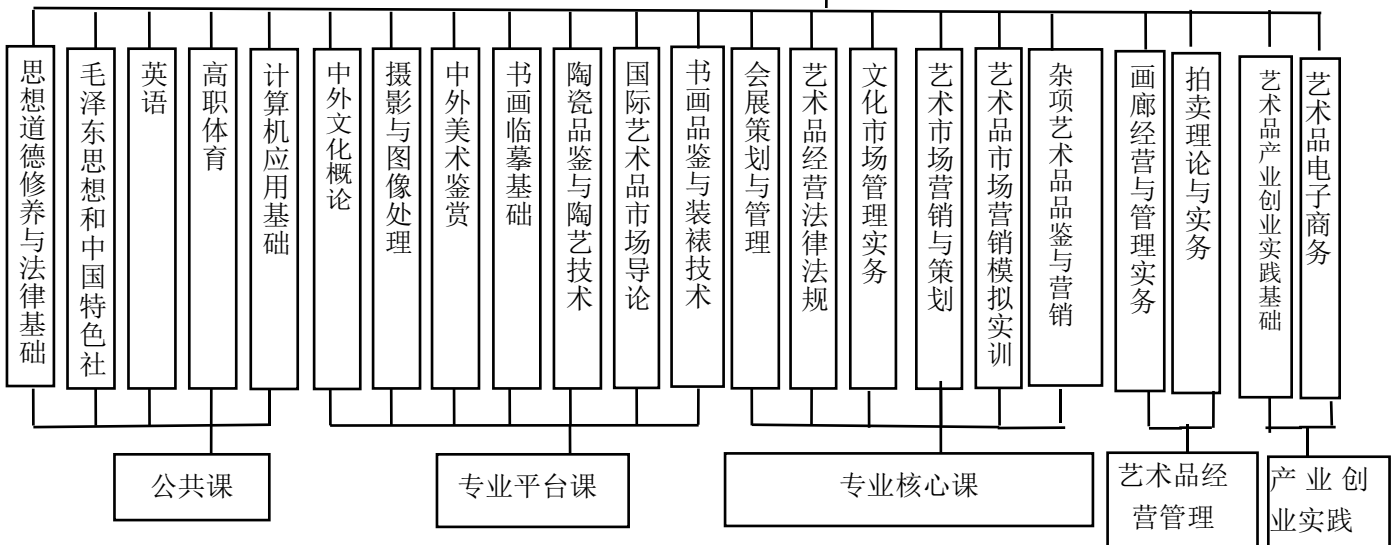 思想道德修养与法律基础
毛泽东思想和中国特色社
英语
高职体育
计算机应用基础
中外文化概论
摄影与图像处理
中外美术鉴赏
书画临摹基础
陶瓷品鉴与陶艺技术
国际艺术品市场导论
书画品鉴与装裱技术
会展策划与管理
艺术品经营法律法规
文化市场管理实务
艺术市场营销与策划
艺术品市场营销模拟实训
杂项艺术品品鉴与营销
画廊经营与管理实务
拍卖理论与实务
艺术品产业创业实践基础
艺术品电子商务
公共课
专业平台课
专业核心课
艺术品经
营管理
产业创
业实践